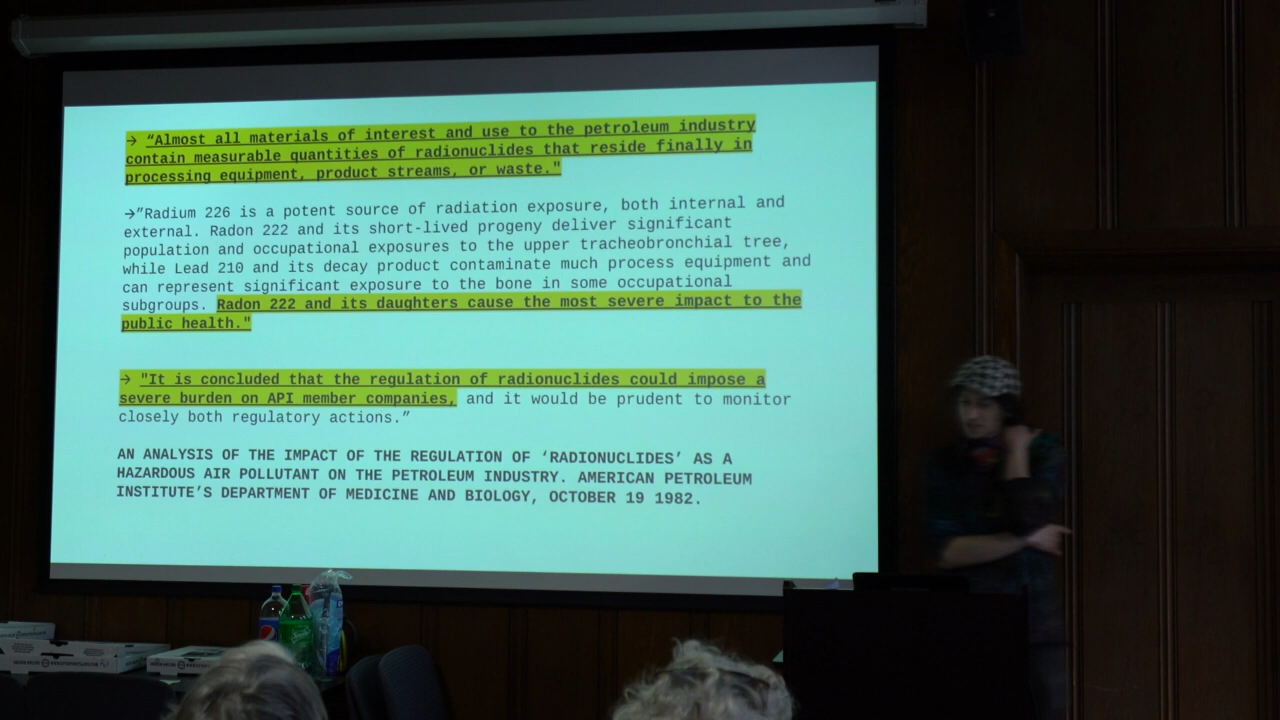 → “Almost all materials of interest and use to the petroleum industry
contain measurable quantities of radionuclides that reside finally in
processing equipment, product streams, or waste."
→”Radium 226 is a potent source of radiation exposure, both internal and
external. Radon 222 and its short-lived progeny deliver significant
population and occupational exposures to the upper tracheobronchial tree,
while Lead 210 and its decay product contaminate much process equipment and
can represent significant exposure to the bone in some occupational
subgroups. Radon 222 and its daughters cause the most severe impact to the
public health."
→ "It is concluded that the regulation of radionuclides could impose a
severe burden on API member companies, and it would be prudent to monitor
closely both regulatory actions.”
AN ANALYSIS OF THE IMPACT OF THE REGULATION OF ‘RADIONUCLIDES’ AS A
HAZARDOUS AIR POLLUTANT ON THE PETROLEUM INDUSTRY. AMERICAN PETROLEUM
INSTITUTE’S DEPARTMENT OF MEDICINE AND BIOLOGY, OCTOBER 19 1982.